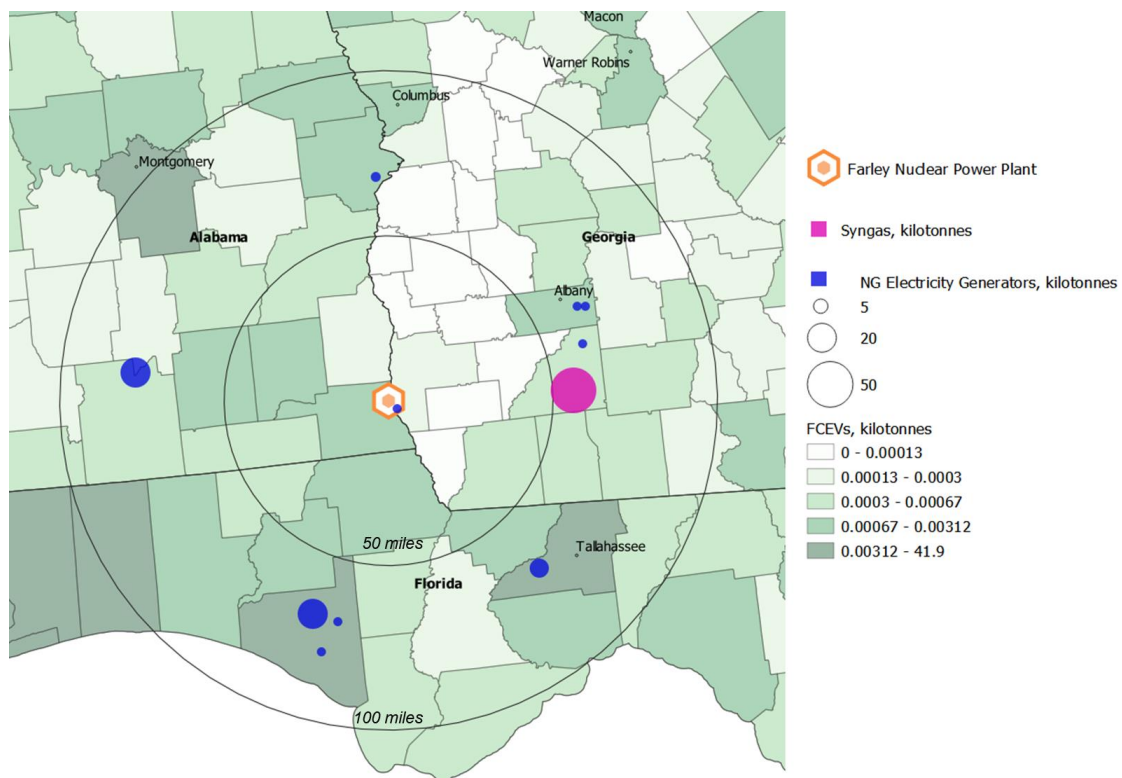 Macon
Warner Robins
Columbus
Montgomery
Alabama
Georgia
Albany
50 miles
Tallahassee
Florida
100 miles
Farley Nuclear Power Plant
Syngas, kilotonnes
NG Electricity Generators, kilotonnes
5
20
50
FCEVs, kilotonnes
0 - 0.00013
0.00013 - 0.0003
0.0003 - 0.00067
0.00067 - 0.00312
0.00312 - 41.9